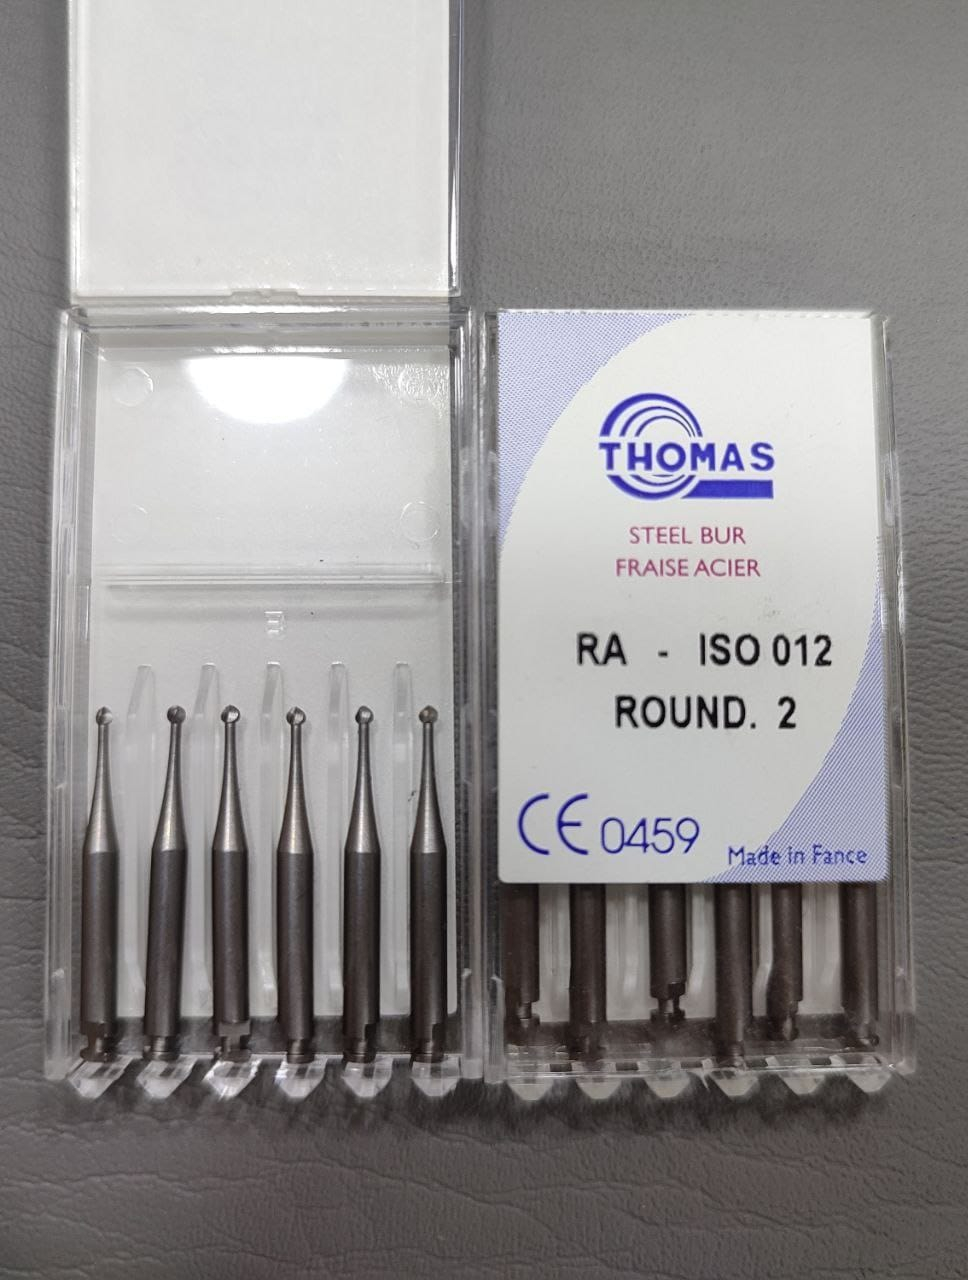 THOMAS
STEEL BUR
FRAISE ACIER
RA - ISO 012
ROUND. 2
CE 0459
Made in Fance